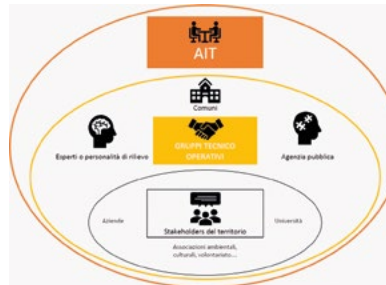 AIT
Comuni
GRUPPI TECNICO
OPERATIVI
Esperti o personalità di rilievo
Agenzia pubblica
Aziende
Stakeholders del territorio
Università
Associazioni ambientali,
culturali, volontariato...